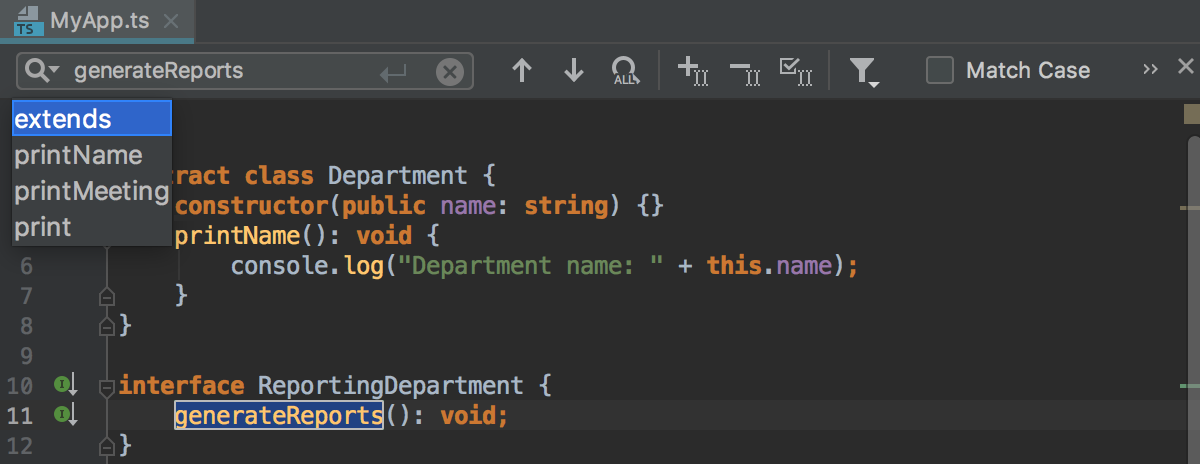 TS MyApp.ts
generateReports ALL Match Case
extends
printName
printMeeting
print
ract class Department {
constructor(public name: string) {}
printName(): void {
6 console.log("Department name: " + this.name);
7 }
8 }
9
10 interface ReportingDepartment {
11 generateReports(): void;
12 }